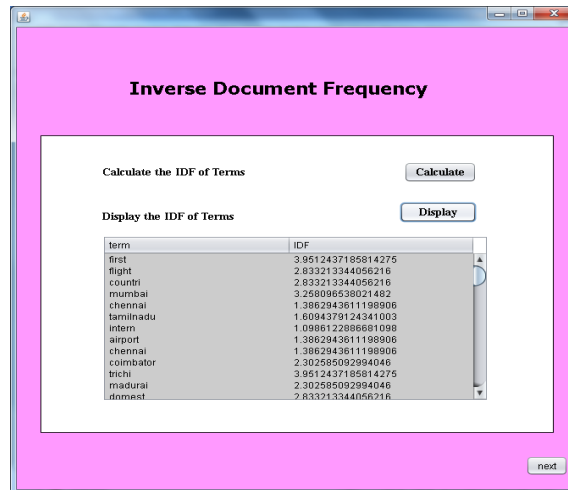 Inverse Document Frequency
Calculate the IDF of Terms Calculate
Display the IDF of Terms Display
term IDF
first 3.9512437185814275
flight 2.833213344056216
countri 2.833213344056216
mumbai 3.258096538021482
chennai 1.3862943611198906
tamilnadu 1.6094379124341003
intern 1.0986122886681098
airport 1.3862943611198906
chennai 1.3862943611198906
coimbator 2.302585092994046
trichi 3.9512437185814275
madurai 2.302585092994046
domest 2.833213344056216
next